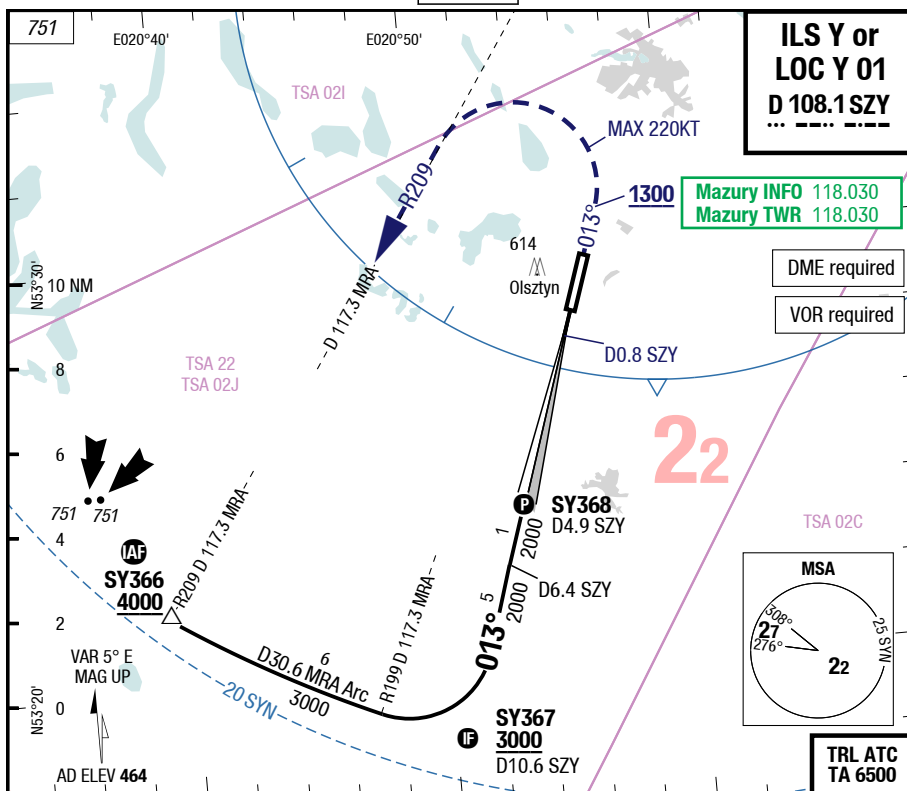 751
E020°40'
E020°50'
ILS Y or
LOC Y 01
D 108.1 SZY
TSA 02I
MAX 220KT
R209
1300
013°
Mazury INFO 118.030
Mazury TWR 118.030
614
Olsztyn
DME required
VOR required
N53°30'
10 NM
D 117.3 MRA
D0.8 SZY
8
TSA 22
TSA 02J
6
22
751
751
R209 D 117.3 MRA
P
SY368
D4.9 SZY
1
2000
TSA 02C
4
IAF
SY366
4000
R199 D 117.3 MRA
D6.4 SZY
5
2000
MSA
308°
27
276°
22
25 SYN
2
013°
6
D30.6 MRA Arc
3000
VAR 5° E
MAG UP
20 SYN
N53°20'
0
IF
SY367
3000
D10.6 SZY
AD ELEV 464
TRL ATC
TA 6500